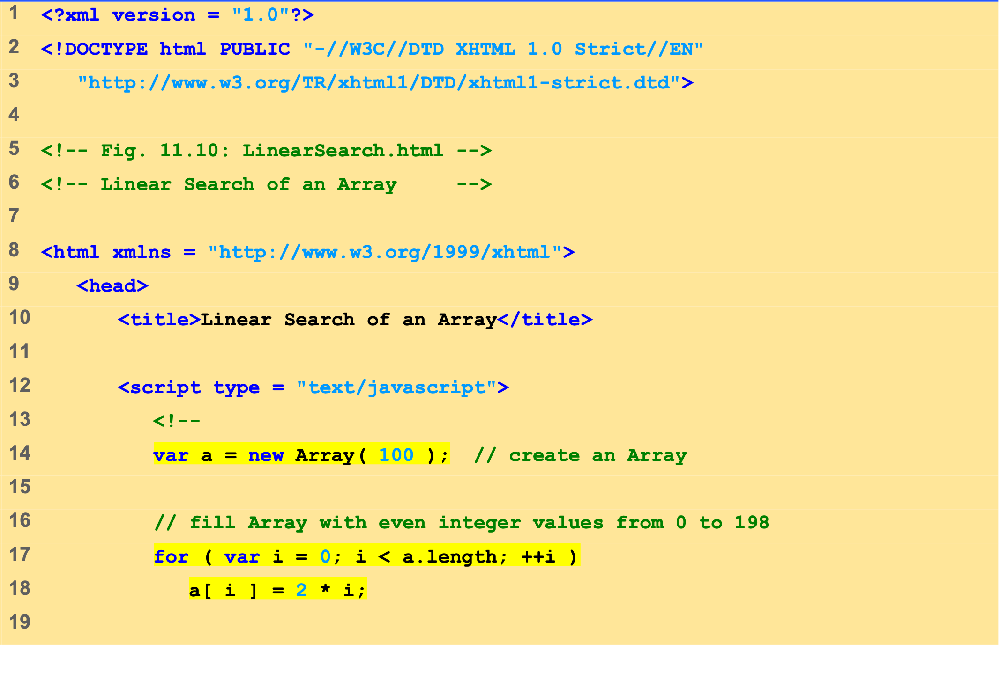 1 <?xml version = "1.0"?>
2 <!DOCTYPE html PUBLIC "-//W3C//DTD XHTML 1.0 Strict//EN"
3    "http://www.w3.org/TR/xhtml1/DTD/xhtml1-strict.dtd">
4
5 <!-- Fig. 11.10: LinearSearch.html -->
6 <!-- Linear Search of an Array     -->
7
8 <html xmlns = "http://www.w3.org/1999/xhtml">
9    <head>
10       <title>Linear Search of an Array</title>
11
12       <script type = "text/javascript">
13          <!--
14          var a = new Array( 100 );  // create an Array
15
16          // fill Array with even integer values from 0 to 198
17          for ( var i = 0; i < a.length; ++i )
18             a[ i ] = 2 * i;
19